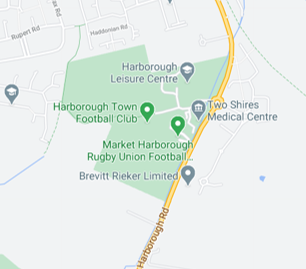 Rupert Rd
Haddonian Rd
Harborough
Leisure Centre
Harborough Town
Football Club
Two Shires
Medical Centre
Market Harborough
Rugby Union Football...
Brevitt Rieker Limited
Harborough Rd